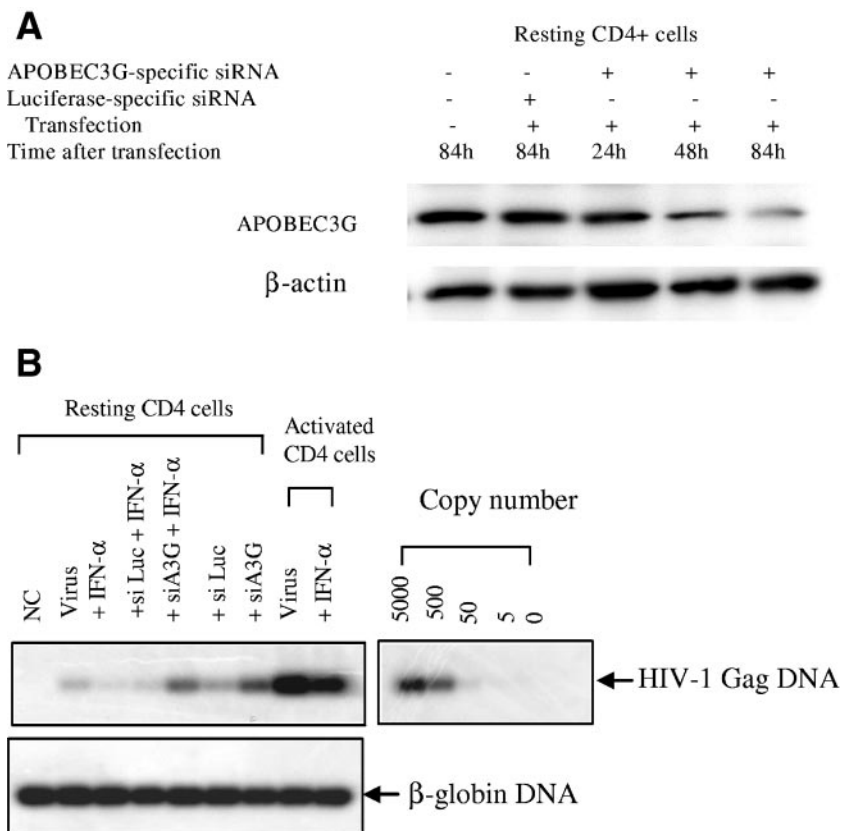 A
Resting CD4+ cells
APOBEC3G-specific siRNA - - + + +
Luciferase-specific siRNA - + - - -
Transfection - + + + +
Time after transfection 84h 84h 24h 48h 84h
APOBEC3G
β-actin
B
Resting CD4 cells
Activated
CD4 cells
Copy number
NC
Virus
+ IFN-α
+si Luc + IFN-α
+ siA3G + IFN-α
+ si Luc
+ siA3G
Virus
+ IFN-α
5000
500
50
5
0
HIV-1 Gag DNA
β-globin DNA